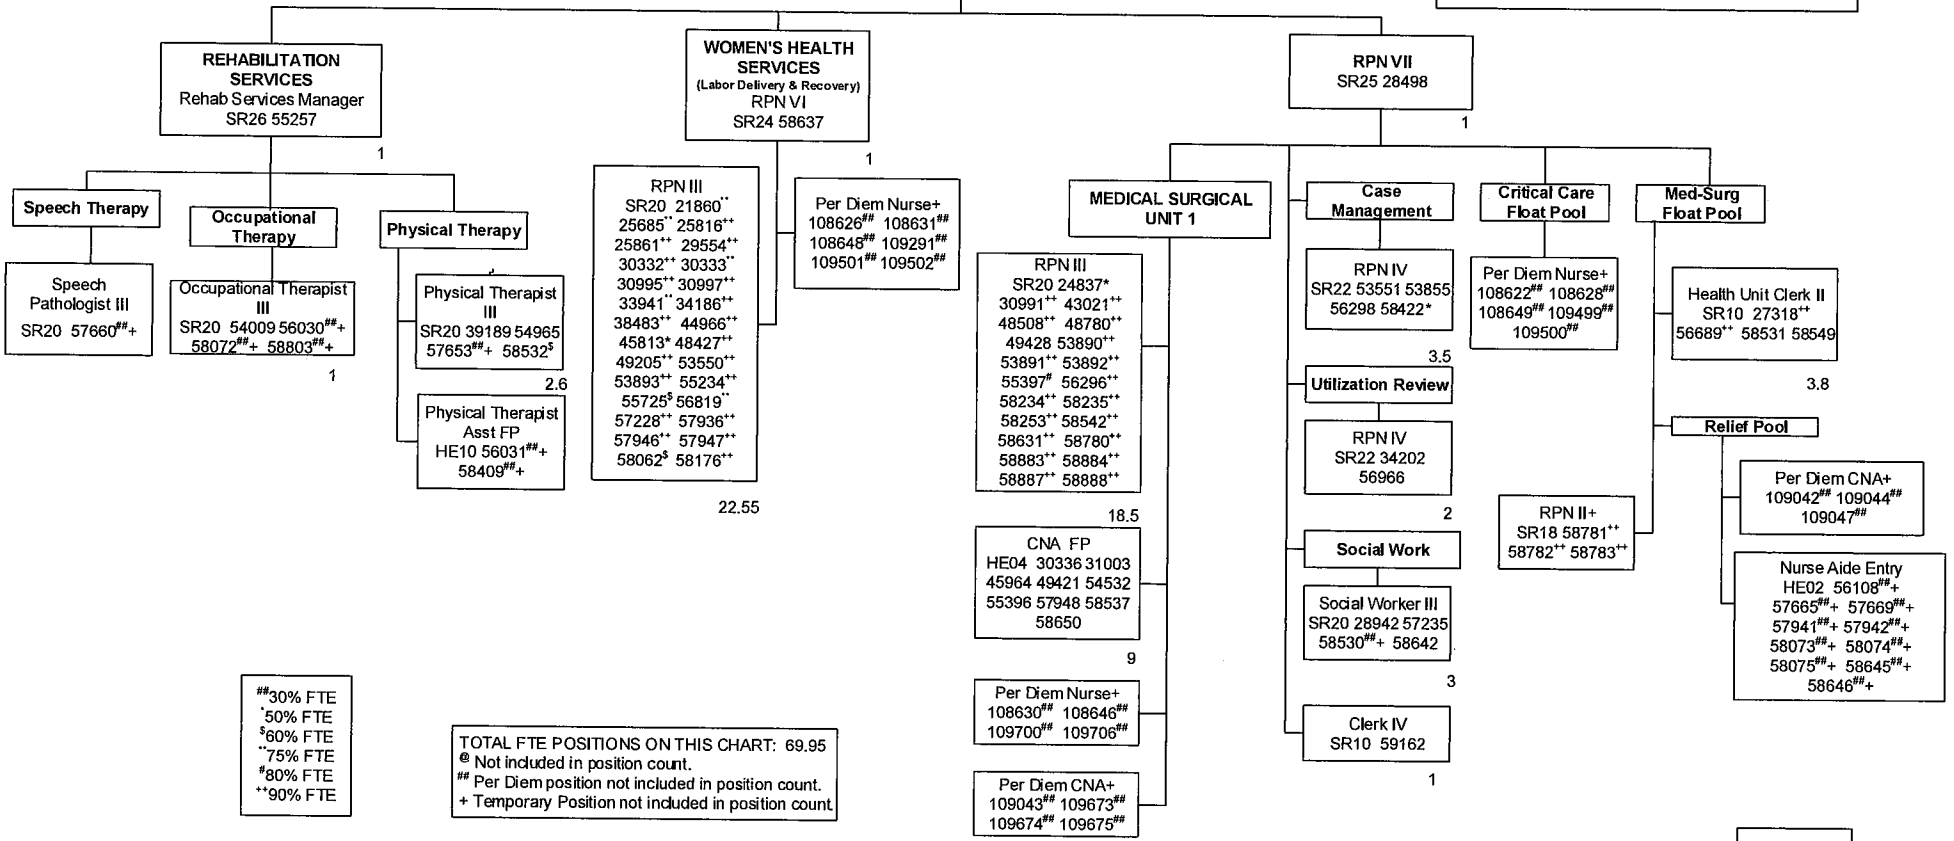 REHABILITATION
SERVICES
Rehab Services Manager
SR26 55257
1
Speech Therapy
Speech
Pathologist III
SR20 57660##+
Occupational
Therapy
Occupational Therapist
III
SR20 54009 56030##+
58072##+ 58803##+
1
Physical Therapy
Physical Therapist
III
SR20 39189 54965
57653##+ 58532$
2.6
Physical Therapist
Asst FP
HE10 56031##+
58409##+
WOMEN'S HEALTH
SERVICES
(Labor Delivery & Recovery)
RPN VI
SR24 58637
1
RPN III
SR20 21860**
25685** 25816++
25861++ 29554++
30332++ 30333**
30995++ 30997++
33941** 34186++
38483++ 44966++
45813* 48427++
49205++ 53550++
53893++ 55234++
55725$ 56819**
57228++ 57936++
57946++ 57947++
58062$ 58176++
22.55
Per Diem Nurse+
108626## 108631##
108648## 109291##
109501## 109502##
RPN VII
SR25 28498
1
MEDICAL SURGICAL
UNIT 1
RPN III
SR20 24837*
30991++ 43021++
48508++ 48780++
49428 53890++
53891++ 53892++
55397# 56296++
58234++ 58235++
58253++ 58542++
58631++ 58780++
58883++ 58884++
58887++ 58888++
18.5
CNA FP
HE04 30336 31003
45964 49421 54532
55396 57948 58537
58650
9
Per Diem Nurse+
108630## 108646##
109700## 109706##
Per Diem CNA+
109043## 109673##
109674## 109675##
Case
Management
RPN IV
SR22 53551 53855
56298 58422*
3.5
Utilization Review
RPN IV
SR22 34202
56966
2
Social Work
Social Worker III
SR20 28942 57235
58530##+ 58642
3
Clerk IV
SR10 59162
1
Critical Care
Float Pool
Per Diem Nurse+
108622## 108628##
108649## 109499##
109500##
Med-Surg
Float Pool
Health Unit Clerk II
SR10 27318++
56689++ 58531 58549
3.8
RPN II+
SR18 58781++
58782++ 58783++
Relief Pool
Per Diem CNA+
109042## 109044##
109047##
Nurse Aide Entry
HE02 56108##+
57665##+ 57669##+
57941##+ 57942##+
58073##+ 58074##+
58075##+ 58645##+
58646##+
##30% FTE
*50% FTE
$60% FTE
**75% FTE
#80% FTE
++90% FTE
TOTAL FTE POSITIONS ON THIS CHART: 69.95
@ Not included in position count.
## Per Diem position not included in position count.
+ Temporary Position not included in position count